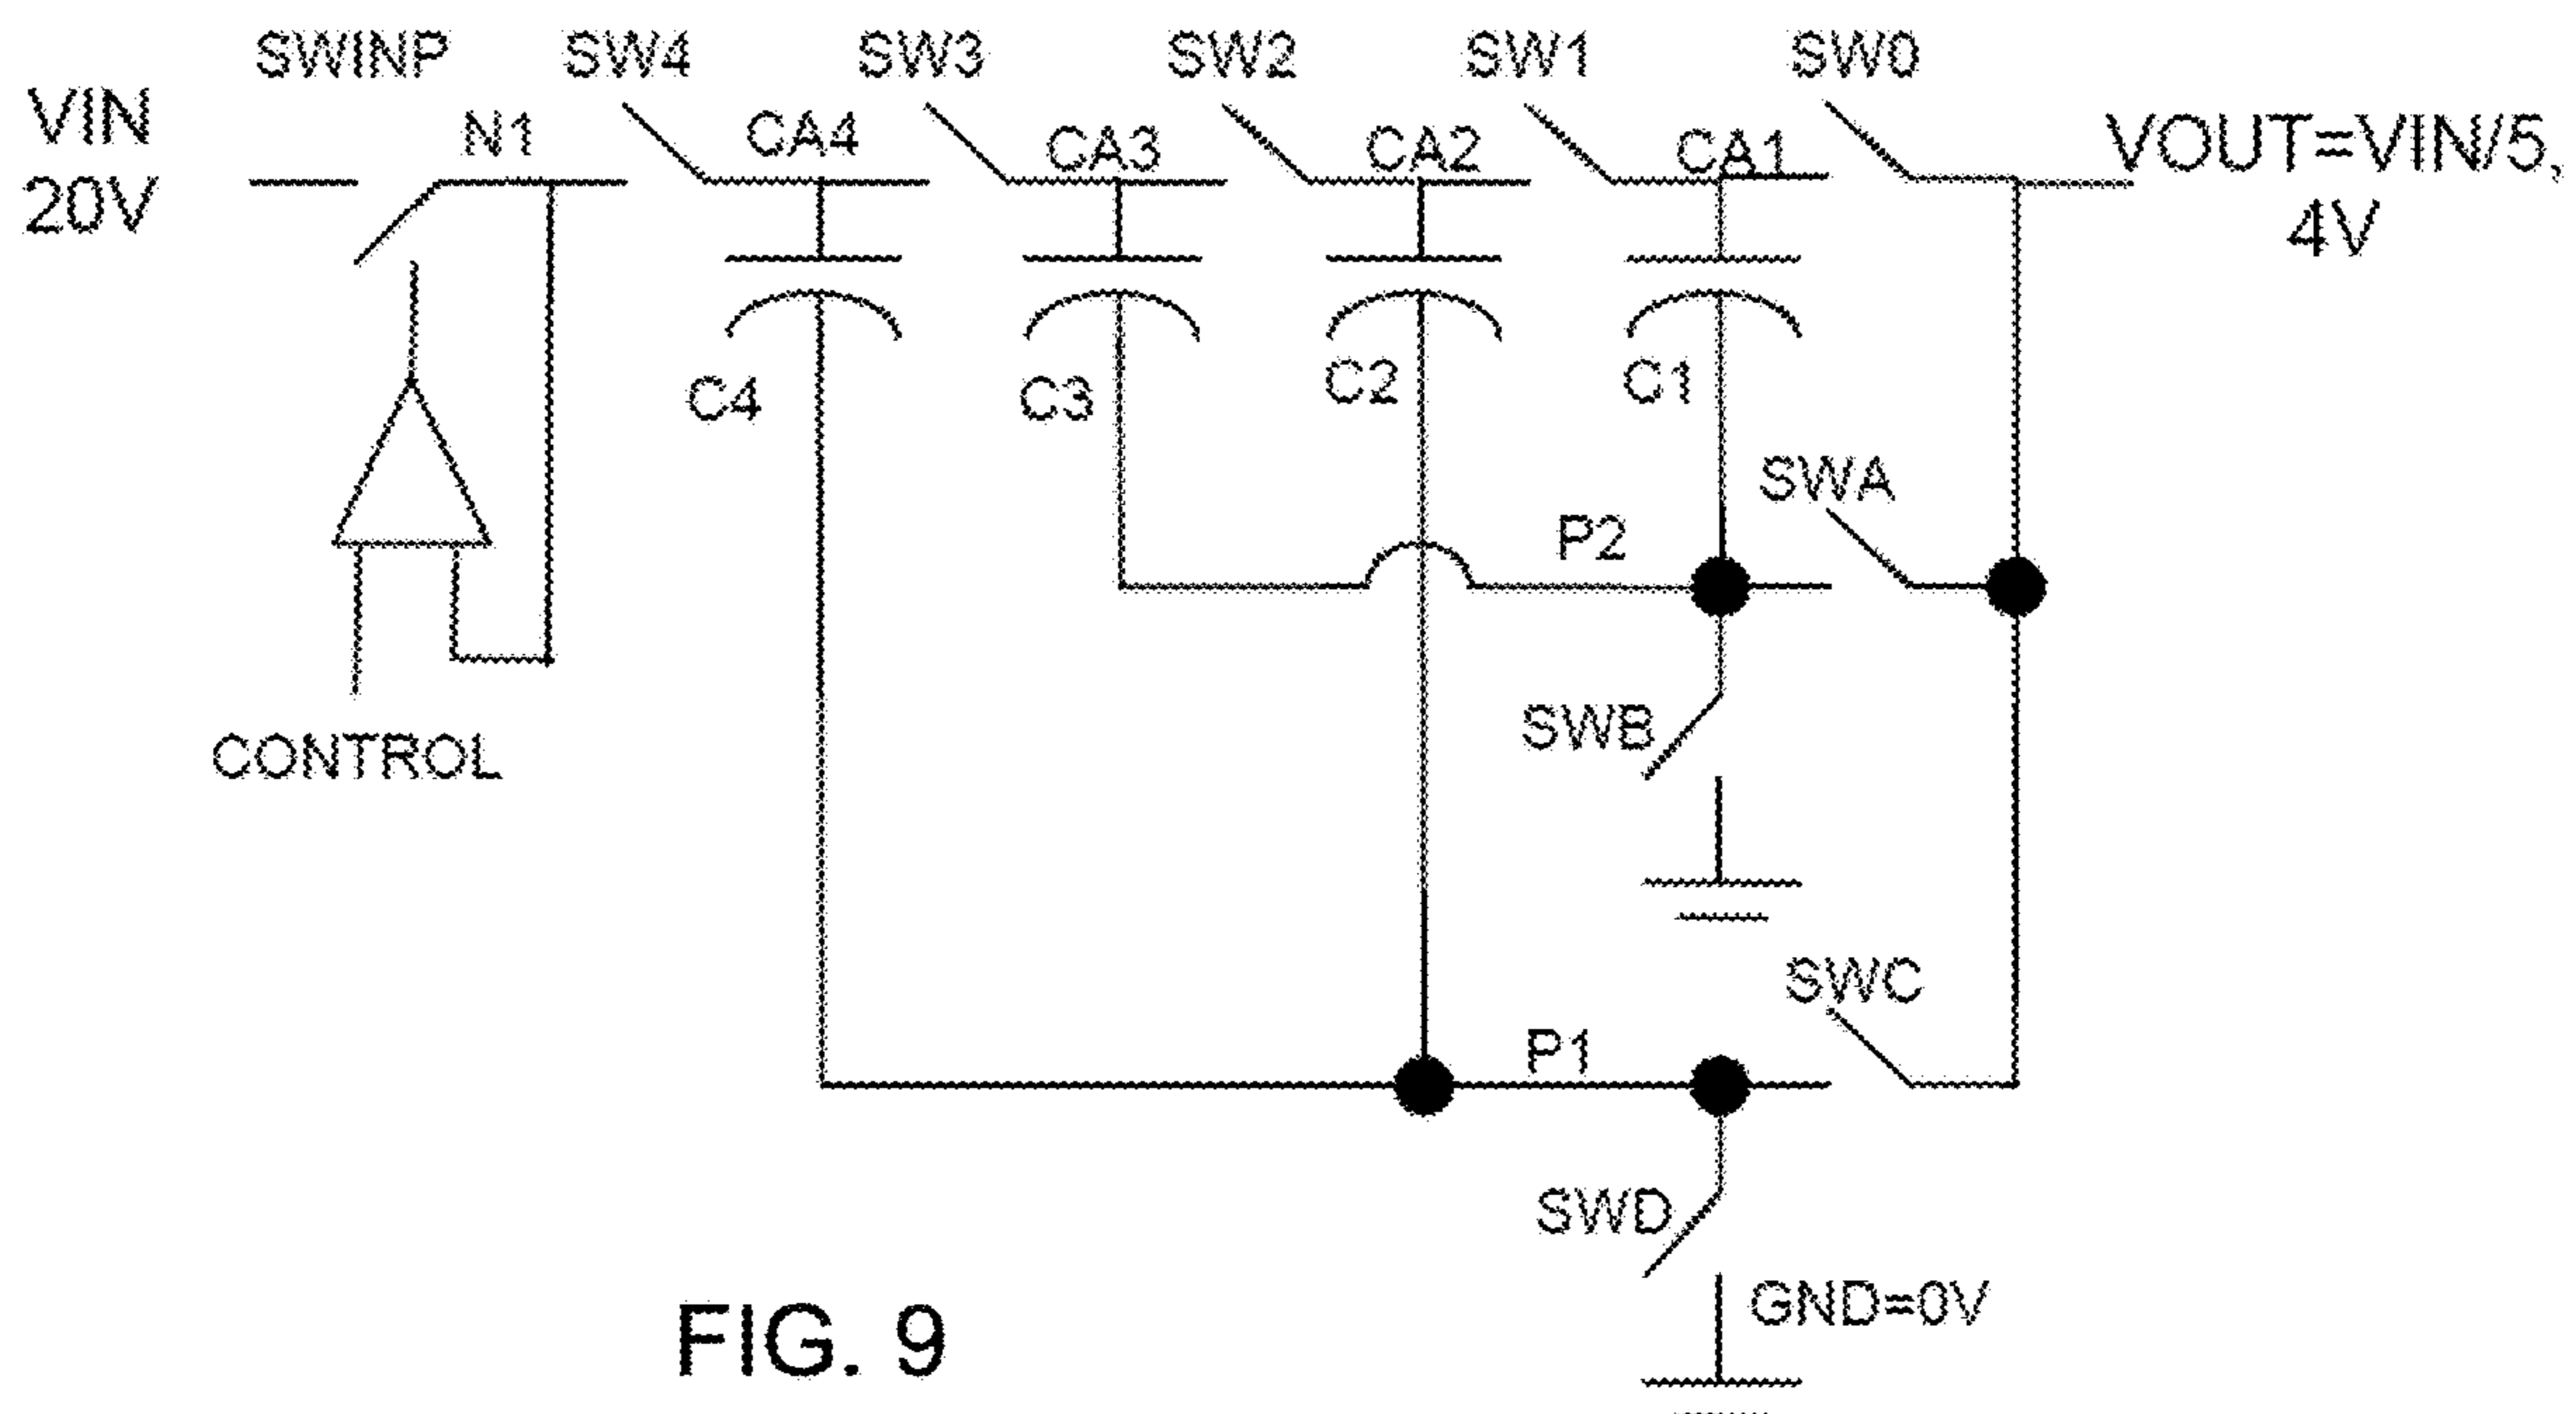 SWINP SW4 SW3 SW2 SW1 SW0
VIN
20V
N1 CA4 CA3 CA2 CA1
VOUT=VIN/5,
4V
C4 C3 C2 C1
SWA
P2
SWB
CONTROL
SWC
P1
SWD
GND=0V
FIG. 9